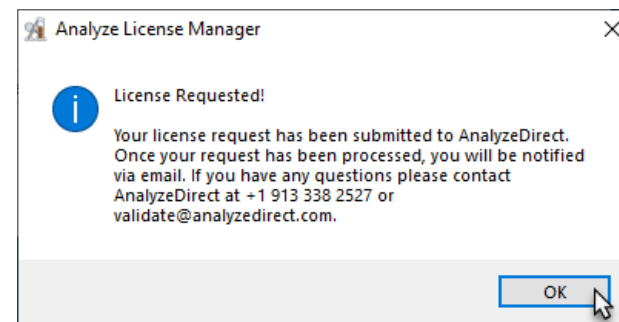 Analyze License Manager
License Requested!
Your license request has been submitted to AnalyzeDirect.
Once your request has been processed, you will be notified
via email. If you have any questions please contact
AnalyzeDirect at +1 913 338 2527 or
validate@analyzedirect.com.
OK